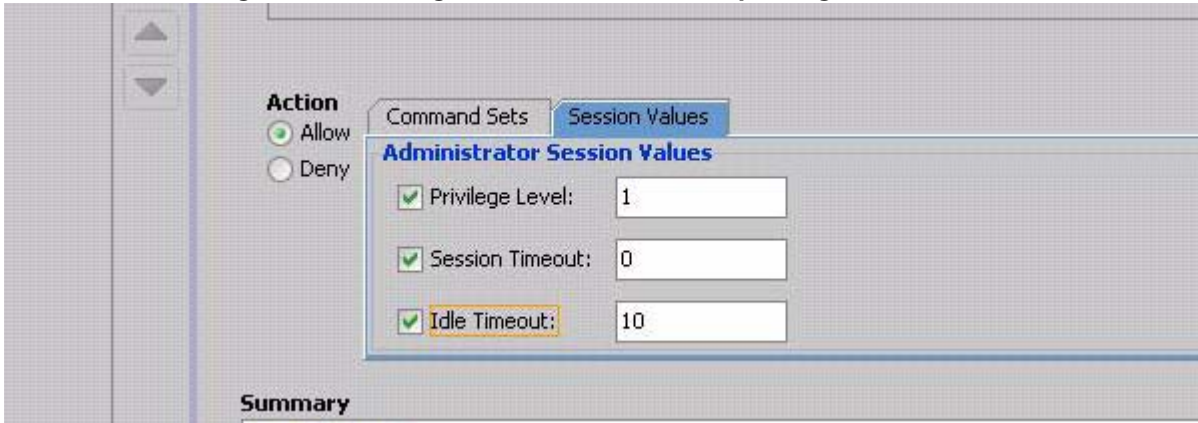 Action
Allow
Deny
Command Sets
Session Values
Administrator Session Values
Privilege Level: 1
Session Timeout: 0
Idle Timeout: 10
Summary